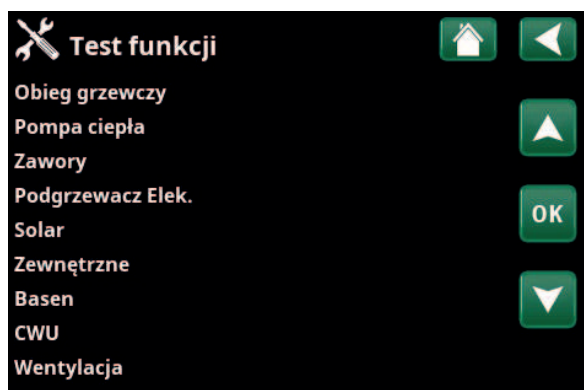 Test funkcji
Obieg grzewczy
Pompa ciepła
Zawory
Podgrzewacz Elek.
OK
Solar
Zewnętrzne
Basen
CWU
Wentylacja